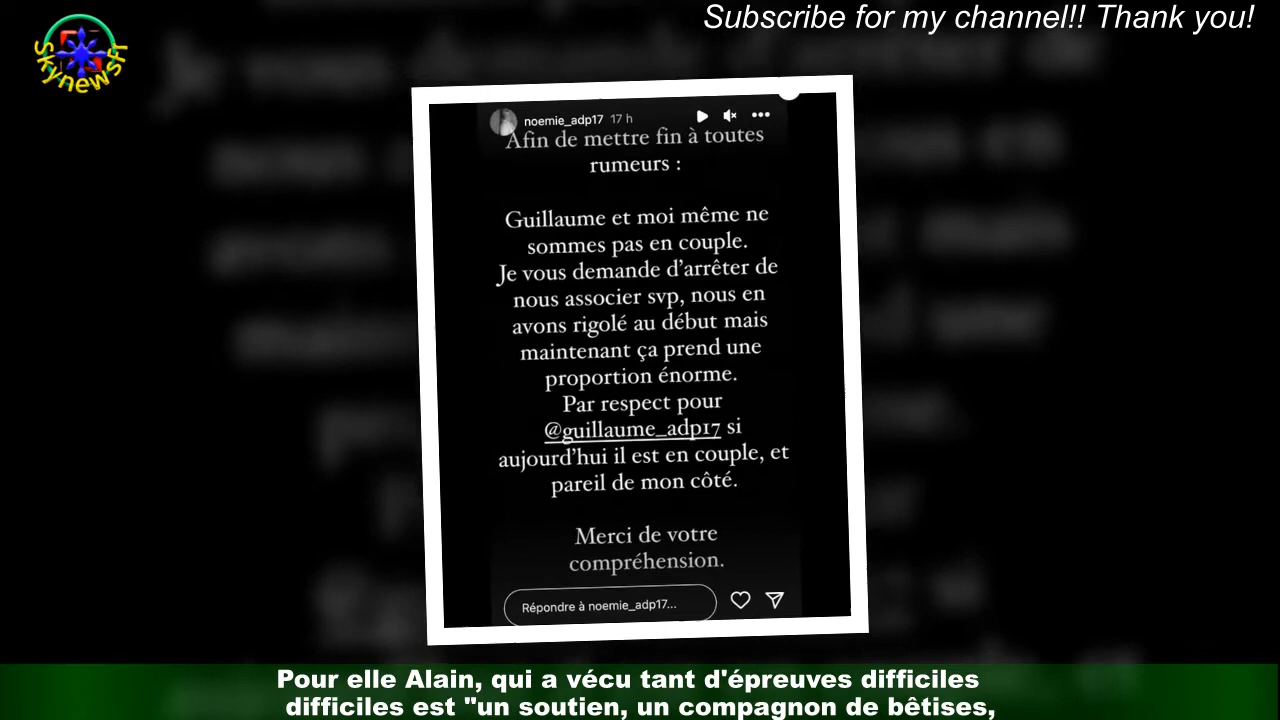 Subscribe for my channel!! Thank you!
Skynewsfr
noemie_adp17 17 h
Afin de mettre fin à toutes
rumeurs :
Guillaume et moi même ne
sommes pas en couple.
Je vous demande d'arrêter de
nous associer svp, nous en
avons rigolé au début mais
maintenant ça prend une
proportion énorme.
Par respect pour
@guillaume_adp17 si
aujourd'hui il est en couple, et
pareil de mon côté.
Merci de votre
compréhension.
Répondre à noemie_adp17...
Pour elle Alain, qui a vécu tant d'épreuves difficiles
difficiles est "un soutien, un compagnon de bêtises,